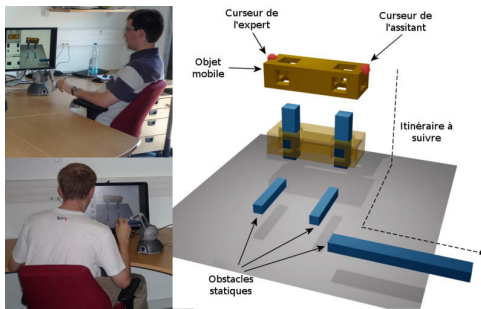 Curseur de
l'expert
Curseur de
l'assitant
Objet
mobile
Itinéraire à
suivre
Obstacles
statiques